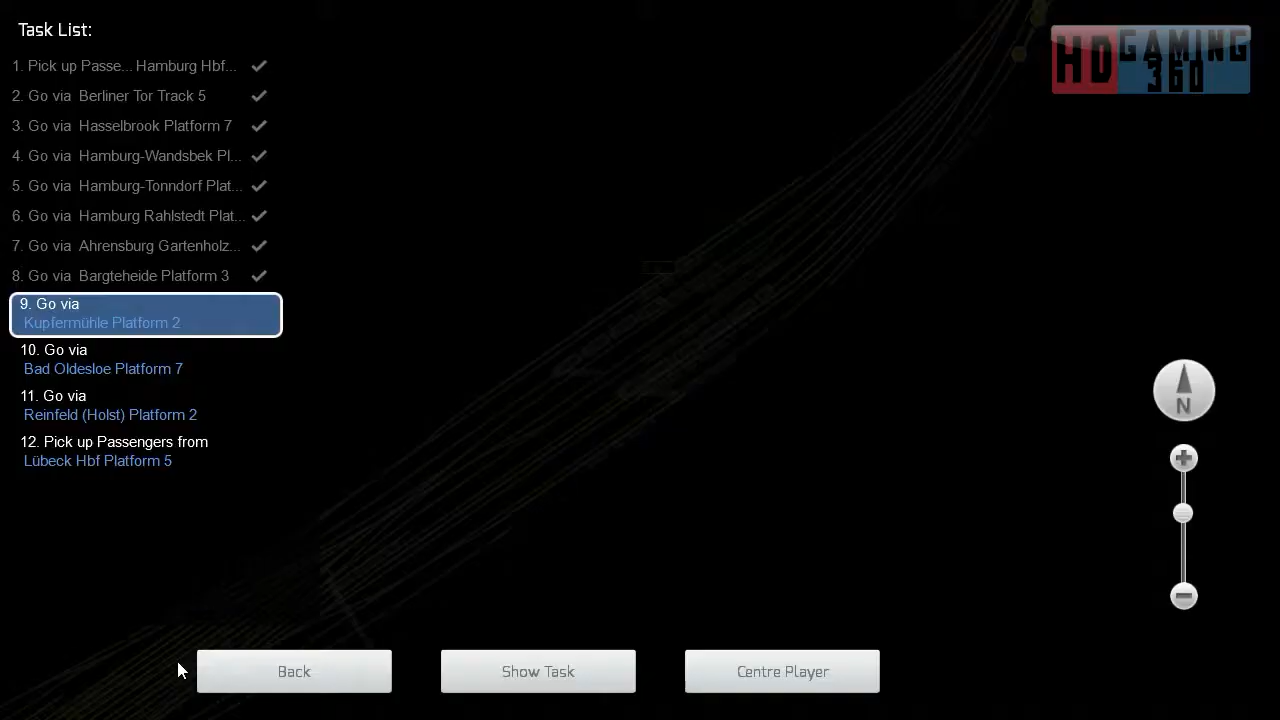 Task List:
1. Pick up Passe... Hamburg Hbf...
2. Go via Berliner Tor Track 5
3. Go via Hasselbrook Platform 7
4. Go via Hamburg-Wandsbek Pl...
5. Go via Hamburg-Tonndorf Plat...
6. Go via Hamburg Rahlstedt Plat...
7. Go via Ahrensburg Gartenholz...
8. Go via Bargteheide Platform 3
9. Go via
Kupfermühle Platform 2
10. Go via
Bad Oldesloe Platform 7
11. Go via
Reinfeld (Holst) Platform 2
12. Pick up Passengers from
Lübeck Hbf Platform 5
HD GAMING
360
N
Back
Show Task
Centre Player